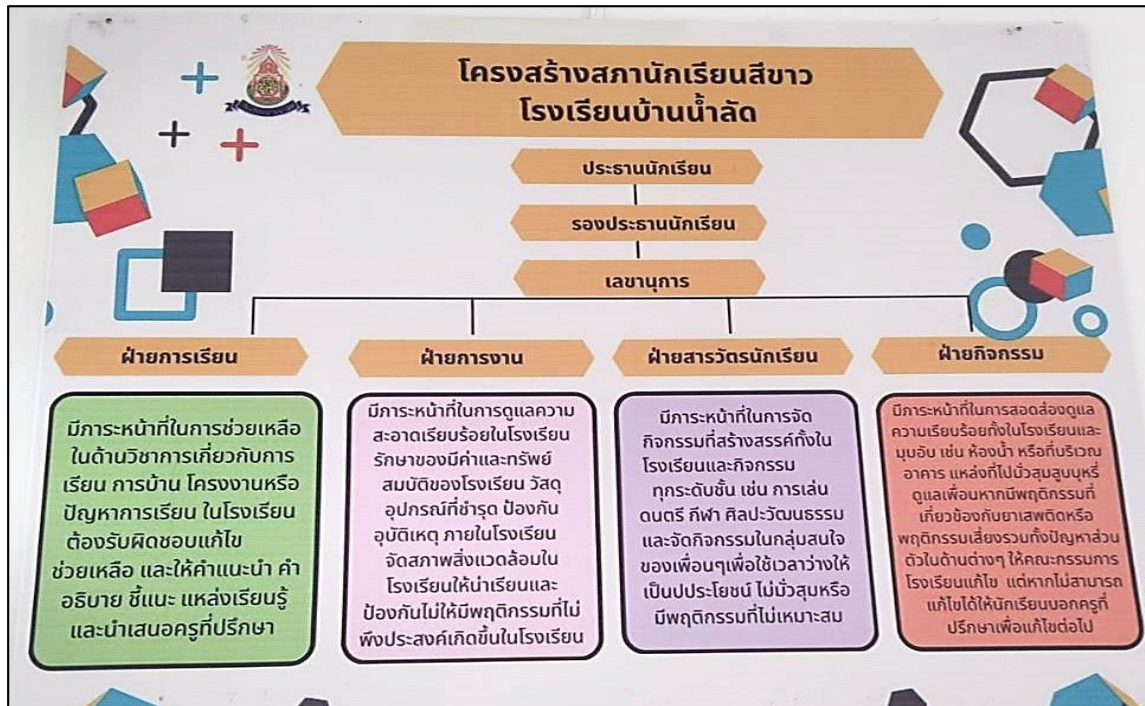 โครงสร้างสภานักเรียนสีขาว
โรงเรียนบ้านน้ำลัด
ประธานนักเรียน
รองประธานนักเรียน
เลขานุการ
ฝ่ายการเรียน
มีภาระหน้าที่ในการช่วยเหลือ
ในด้านวิชาการเกี่ยวกับการ
เรียน การบ้าน โครงงานหรือ
ปัญหาการเรียน ในโรงเรียน
ต้องรับผิดชอบแก้ไข
ช่วยเหลือ และให้คำแนะนำ คำ
อธิบาย ชี้แนะ แหล่งเรียนรู้
และนำเสนอครูที่ปรึกษา
ฝ่ายการงาน
มีภาระหน้าที่ในการดูแลความ
สะอาดเรียบร้อยในโรงเรียน
รักษาของมีค่าและทรัพย์
สมบัติของโรงเรียน วัสดุ
อุปกรณ์ที่ชำรุด ป้องกัน
อุบัติเหตุ ภายในโรงเรียน
จัดสภาพสิ่งแวดล้อมใน
โรงเรียนให้น่าเรียนและ
ป้องกันไม่ให้มีพฤติกรรมที่ไม่
พึงประสงค์เกิดขึ้นในโรงเรียน
ฝ่ายสารวัตรนักเรียน
มีภาระหน้าที่ในการจัด
กิจกรรมที่สร้างสรรค์ทั้งใน
โรงเรียนและกิจกรรม
ทุกระดับชั้น เช่น การเล่น
ดนตรี กีฬา ศิลปะวัฒนธรรม
และจัดกิจกรรมในกลุ่มสนใจ
ของเพื่อนๆเพื่อใช้เวลาว่างให้
เป็นปประโยชน์ ไม่มั่วสุมหรือ
มีพฤติกรรมที่ไม่เหมาะสม
ฝ่ายกิจกรรม
มีภาระหน้าที่ในการสอดส่องดูแล
ความเรียบร้อยทั้งในโรงเรียนและ
มุมอับ เช่น ห้องน้ำ หรือที่บริเวณ
อาคาร แหล่งที่ไปมั่วสุมสูบบุหรี่
ดูแลเพื่อนหากมีพฤติกรรมที่
เกี่ยวข้องกับยาเสพติดหรือ
พฤติกรรมเสี่ยงรวมทั้งปัญหาส่วน
ตัวในด้านต่างๆ ให้คณะกรรมการ
โรงเรียนแก้ไข แต่หากไม่สามารถ
แก้ไขได้ให้นักเรียนบอกครูที่
ปรึกษาเพื่อแก้ไขต่อไป